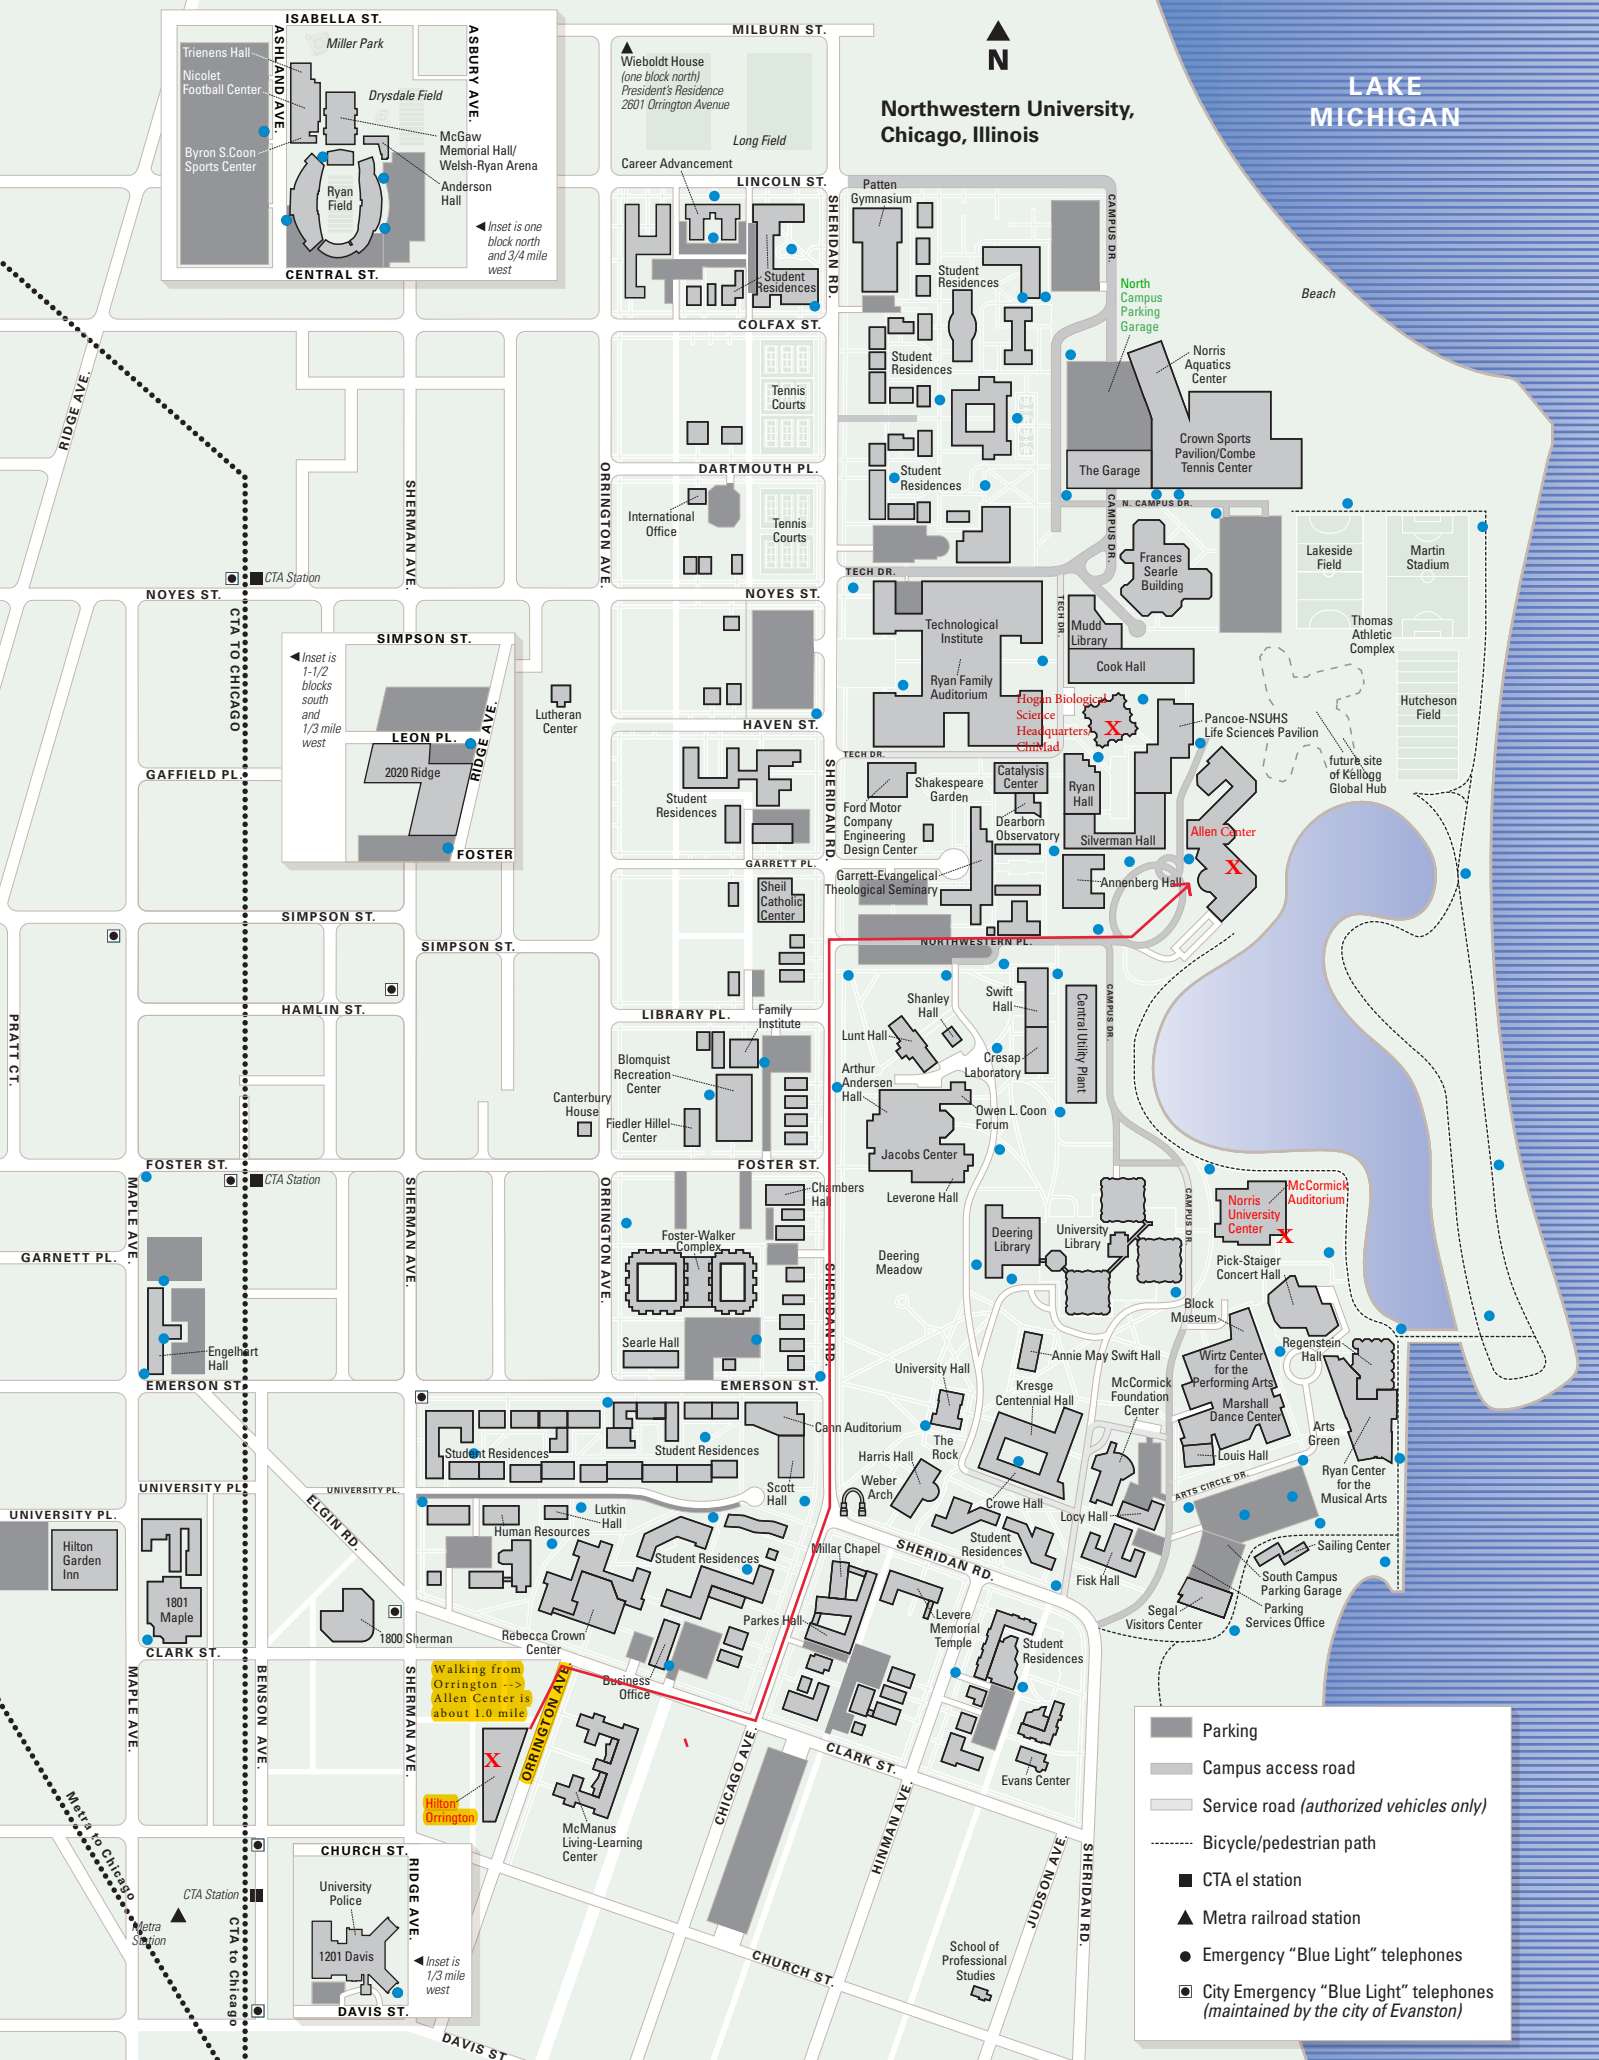 ISABELLA ST.
Miller Park
ASHLAND AVE.
ASBURY AVE.
Trienens Hall
Nicolet
Football Center
Drysdale Field
Byron S.Coon
Sports Center
McGaw
Memorial Hall/
Welsh-Ryan Arena
Anderson
Hall
Ryan
Field
Inset is one
block north
and 3/4 mile
west
CENTRAL ST.
MILBURN ST.
Wieboldt House
(one block north)
President's Residence
2601 Orrington Avenue
Long Field
N
Northwestern University,
Chicago, Illinois
LAKE
MICHIGAN
Career Advancement
LINCOLN ST.
Patten
Gymnasium
SHERIDAN RD.
CAMPUS DR.
Student
Residences
Student
Residences
North
Campus
Parking
Garage
Beach
COLFAX ST.
Norris
Aquatics
Center
Student
Residences
Tennis
Courts
RIDGE AVE.
Crown Sports
Pavilion/Combe
Tennis Center
The Garage
DARTMOUTH PL.
Student
Residences
SHERMAN AVE.
ORRINGTON AVE.
International
Office
Tennis
Courts
N. CAMPUS DR.
CAMPUS DR.
Frances
Searle
Building
Lakeside
Field
Martin
Stadium
CTA Station
TECH DR.
NOYES ST.
NOYES ST.
CTA TO CHICAGO
TECH DR.
Technological
Institute
Mudd
Library
Thomas
Athletic
Complex
SIMPSON ST.
Inset is
1-1/2
blocks
south
and
1/3 mile
west
Cook Hall
Ryan Family
Auditorium
Hogan Biological
Science
Headquarters/
ChiMad
X
Hutcheson
Field
Lutheran
Center
RIDGE AVE.
Pancoe-NSUHS
Life Sciences Pavilion
HAVEN ST.
LEON PL.
2020 Ridge
GAFFIELD PL.
TECH DR.
future site
of Kellogg
Global Hub
Shakespeare
Garden
Catalysis
Center
Ryan
Hall
Student
Residences
SHERIDAN RD.
Ford Motor
Company
Engineering
Design Center
Dearborn
Observatory
Silverman Hall
Allen Center
X
FOSTER
GARRETT PL.
Garrett-Evangelical
Theological Seminary
Annenberg Hall
Sheil
Catholic
Center
SIMPSON ST.
SIMPSON ST.
NORTHWESTERN PL.
HAMLIN ST.
LIBRARY PL.
Family
Institute
Shanley
Hall
Swift
Hall
CAMPUS DR.
Central Utility Plant
PRATT CT.
Lunt Hall
Cresap
Laboratory
Blomquist
Recreation
Center
Arthur
Andersen
Hall
Canterbury
House
Fiedler Hillel
Center
Owen L. Coon
Forum
Jacobs Center
Leverone Hall
FOSTER ST.
CTA Station
FOSTER ST.
Chambers
Hall
MAPLE AVE.
SHERMAN AVE.
ORRINGTON AVE.
McCormick
Auditorium
Norris
University
Center
X
CAMPUS DR.
Foster-Walker
Complex
Deering
Library
University
Library
Deering
Meadow
GARNETT PL.
Pick-Staiger
Concert Hall
Block
Museum
SHERIDAN RD.
Engelhart
Hall
Searle Hall
University Hall
Annie May Swift Hall
Wirtz Center
for the
Performing Arts
Regenstein
Hall
EMERSON ST.
EMERSON ST.
Kresge
Centennial Hall
McCormick
Foundation
Center
Marshall
Dance Center
Arts
Green
Cann Auditorium
The
Rock
Louis Hall
Student Residences
Student Residences
Harris Hall
Weber
Arch
Ryan Center
for the
Musical Arts
UNIVERSITY PL.
UNIVERSITY PL.
Scott
Hall
Crowe Hall
ARTS CIRCLE DR.
UNIVERSITY PL.
ELGIN RD.
Lutkin
Hall
Human Resources
Locy Hall
Student
Residences
Hilton
Garden
Inn
Millar Chapel
SHERIDAN RD.
Student Residences
Fisk Hall
Sailing Center
South Campus
Parking Garage
1801
Maple
Parkes Hall
Levere
Memorial
Temple
Segal
Visitors Center
Parking
Services Office
1800 Sherman
Rebecca Crown
Center
Student
Residences
CLARK ST.
Business
Office
Walking from
Orrington -->
Allen Center is
about 1.0 mile
MAPLE AVE.
BENSON AVE.
SHERMAN AVE.
ORRINGTON AVE.
X
Hilton
Orrington
CHICAGO AVE.
CLARK ST.
Evans Center
HINMAN AVE.
JUDSON AVE.
SHERIDAN RD.
McManus
Living-Learning
Center
Metra to Chicago
CHURCH ST.
CTA Station
Metra
Station
CTA to Chicago
University
Police
RIDGE AVE.
1201 Davis
Inset is
1/3 mile
west
DAVIS ST.
DAVIS ST.
CHURCH ST.
School of
Professional
Studies
Parking
Campus access road
Service road (authorized vehicles only)
Bicycle/pedestrian path
CTA el station
Metra railroad station
Emergency “Blue Light” telephones
City Emergency “Blue Light” telephones
(maintained by the city of Evanston)